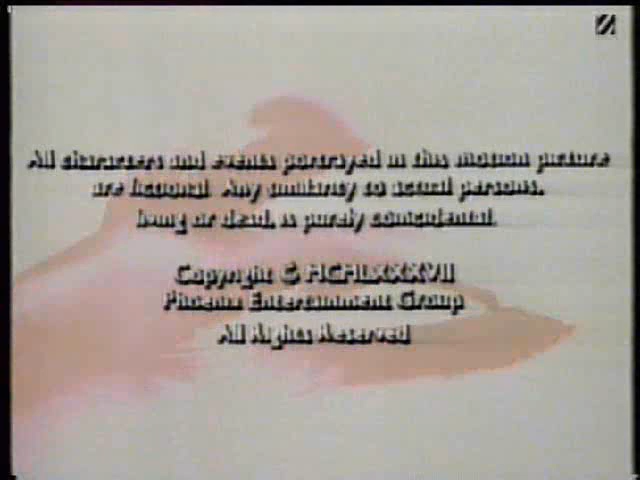 All characters and events portrayed in this motion picture
are fictional. Any similarity to actual persons,
living or dead, is purely coincidental.
Copyright © MCMLXXXVII
Phoenix Entertainment Group
All Rights Reserved